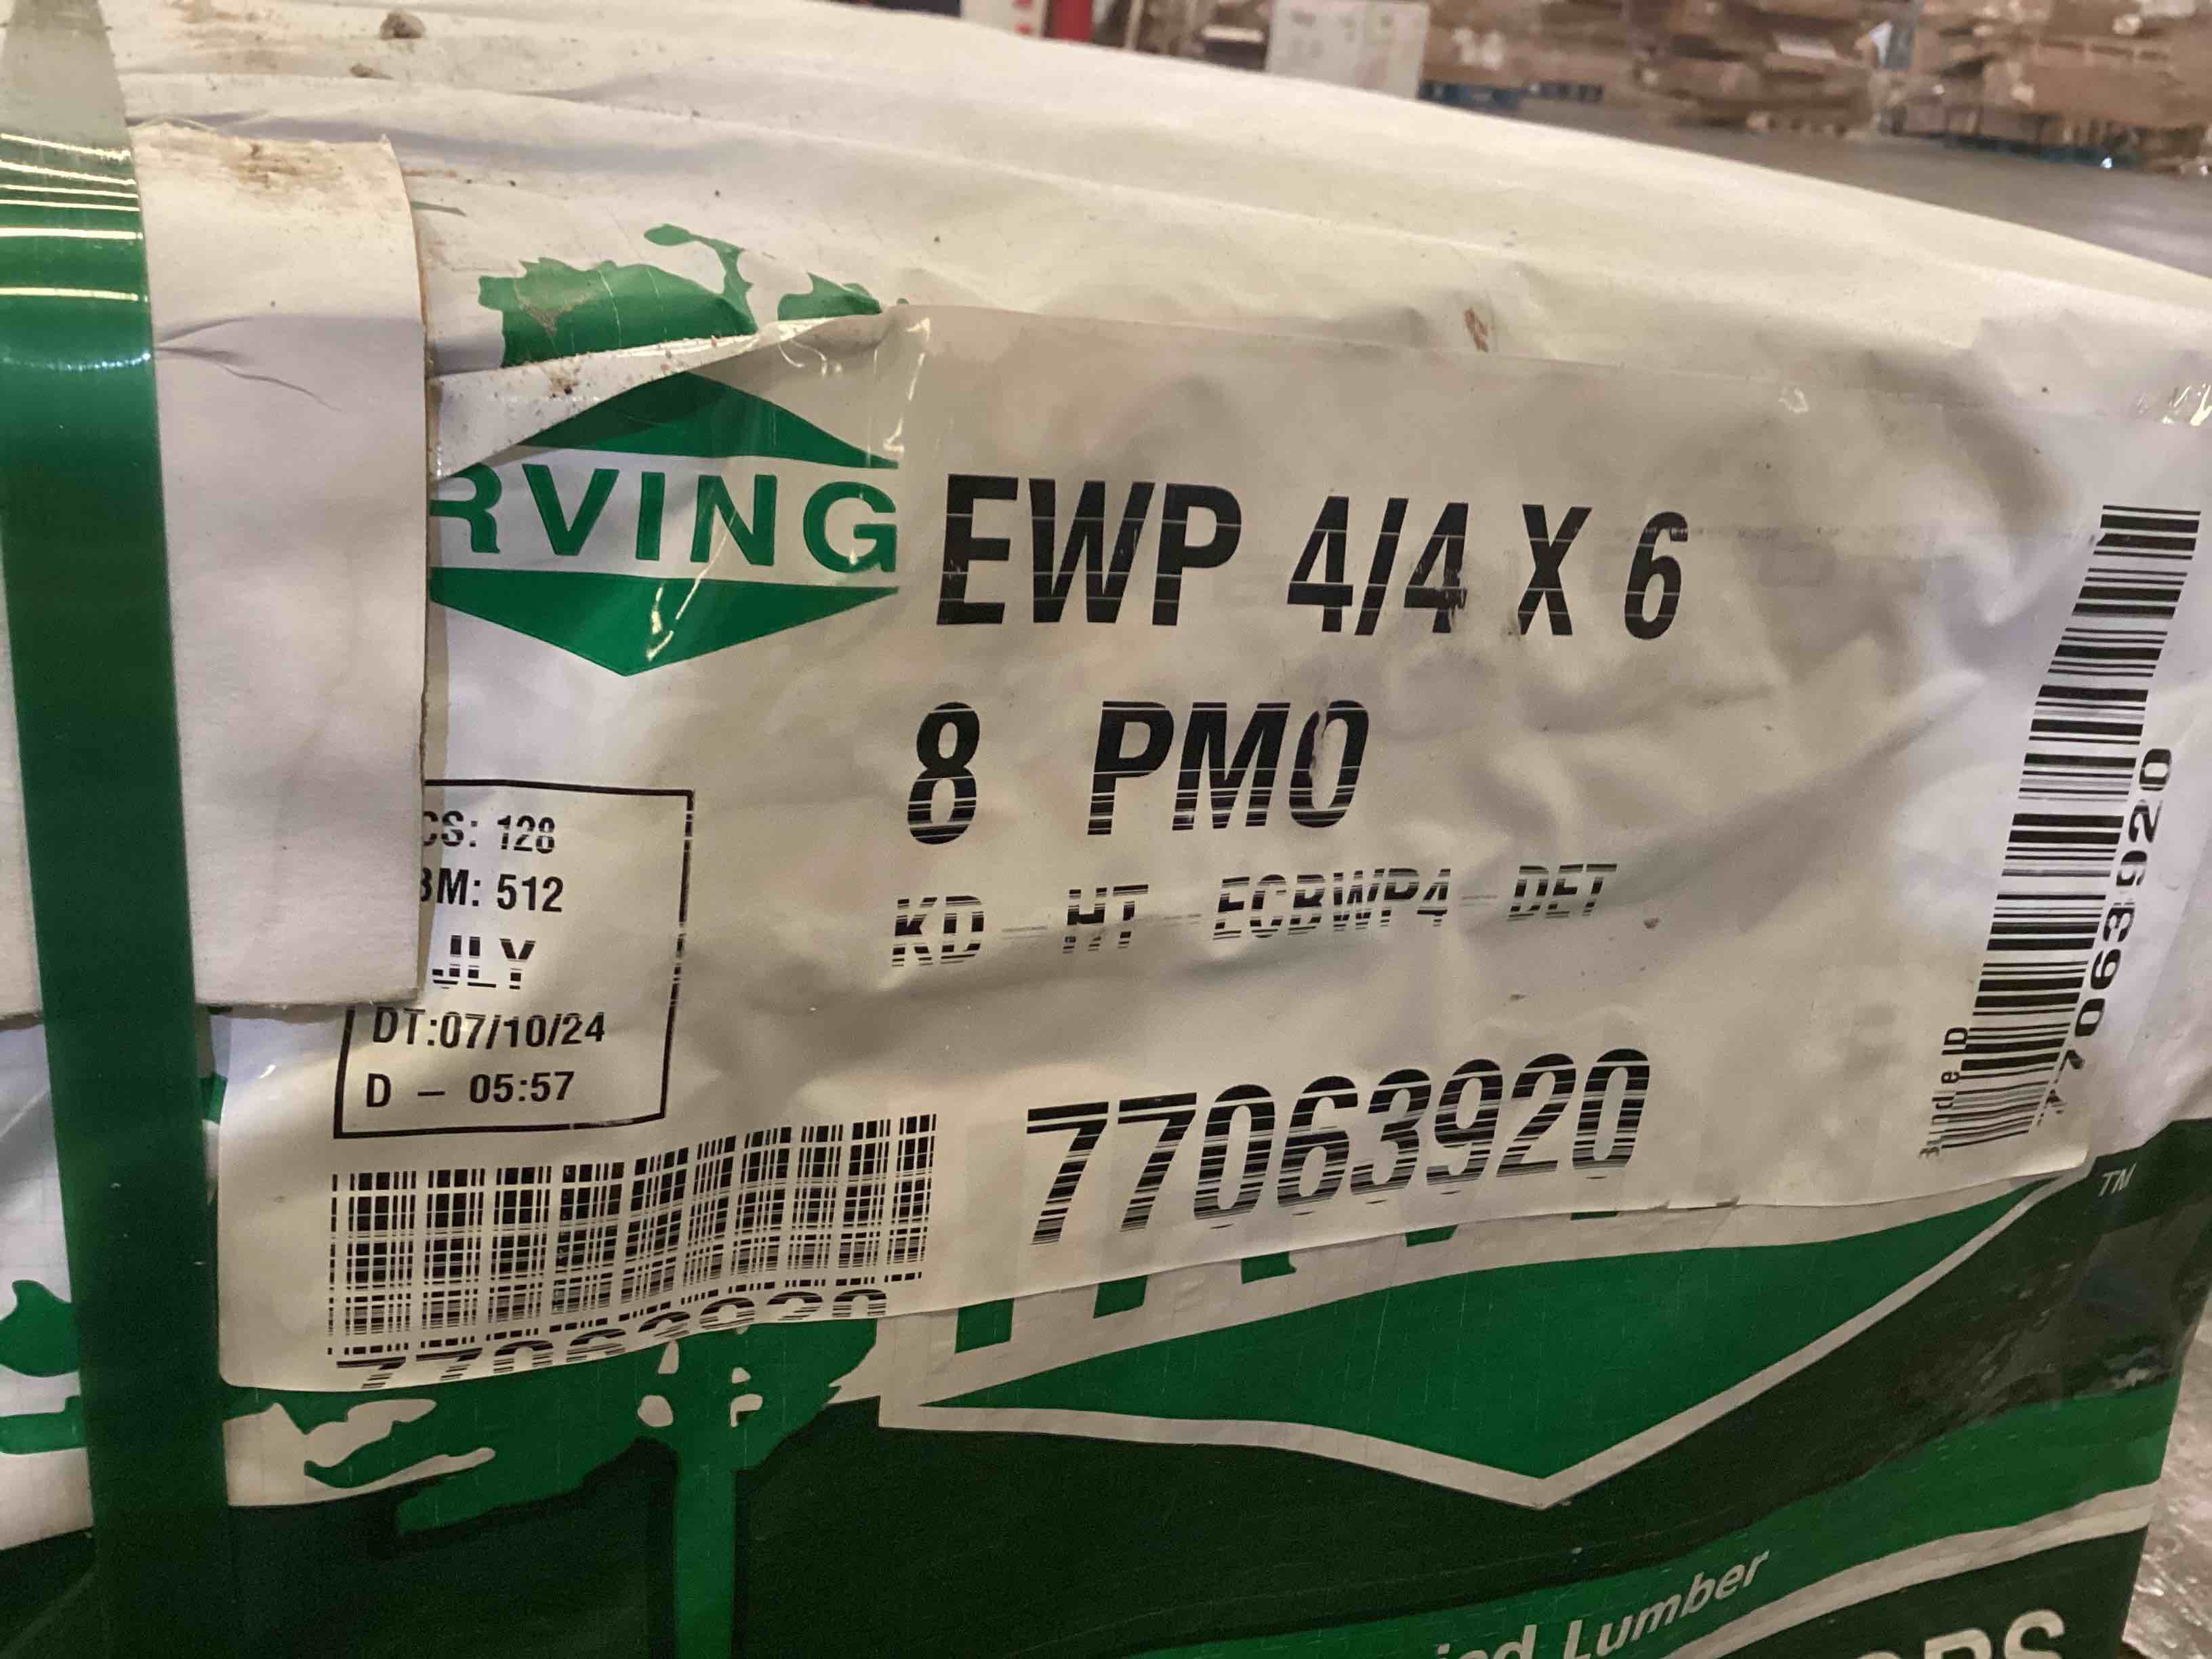 RVING
EWP 4/4 X 6
8 PMO
CS: 128
BM: 512
JLY
DT:07/10/24
D - 05:57
KD - HT - ECBWP4 - DET
77063920
77063920
77063920
TM
Lumber